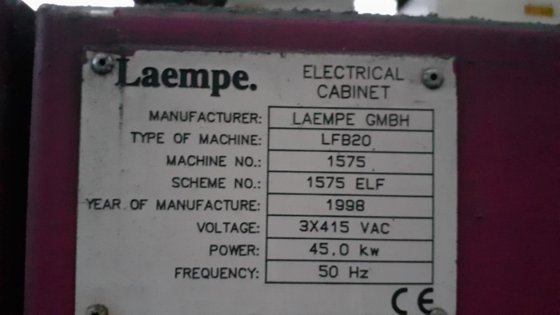 Laempe. ELECTRICAL CABINET
MANUFACTURER: LAEMPE GMBH
TYPE OF MACHINE: LFB20
MACHINE NO.: 1575
SCHEME NO.: 1575 ELF
YEAR OF MANUFACTURE: 1998
VOLTAGE: 3X415 VAC
POWER: 45.0 kw
FREQUENCY: 50 Hz
CE